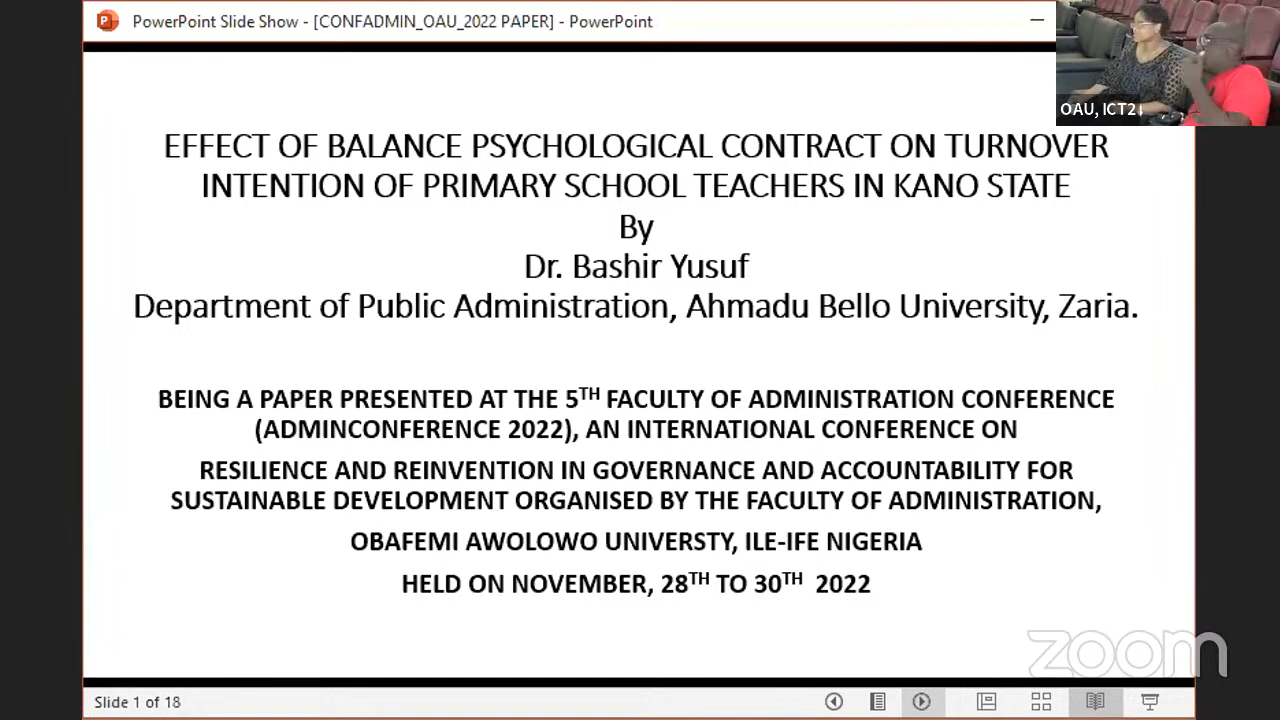 PowerPoint Slide Show - [CONFADMIN_OAU_2022 PAPER] - PowerPoint
OAU, ICT2
EFFECT OF BALANCE PSYCHOLOGICAL CONTRACT ON TURNOVER
INTENTION OF PRIMARY SCHOOL TEACHERS IN KANO STATE
By
Dr. Bashir Yusuf
Department of Public Administration, Ahmadu Bello University, Zaria.
BEING A PAPER PRESENTED AT THE 5TH FACULTY OF ADMINISTRATION CONFERENCE
(ADMINCONFERENCE 2022), AN INTERNATIONAL CONFERENCE ON
RESILIENCE AND REINVENTION IN GOVERNANCE AND ACCOUNTABILITY FOR
SUSTAINABLE DEVELOPMENT ORGANISED BY THE FACULTY OF ADMINISTRATION,
OBAFEMI AWOLOWO UNIVERSTY, ILE-IFE NIGERIA
HELD ON NOVEMBER, 28TH TO 30TH 2022
zoom
Slide 1 of 18